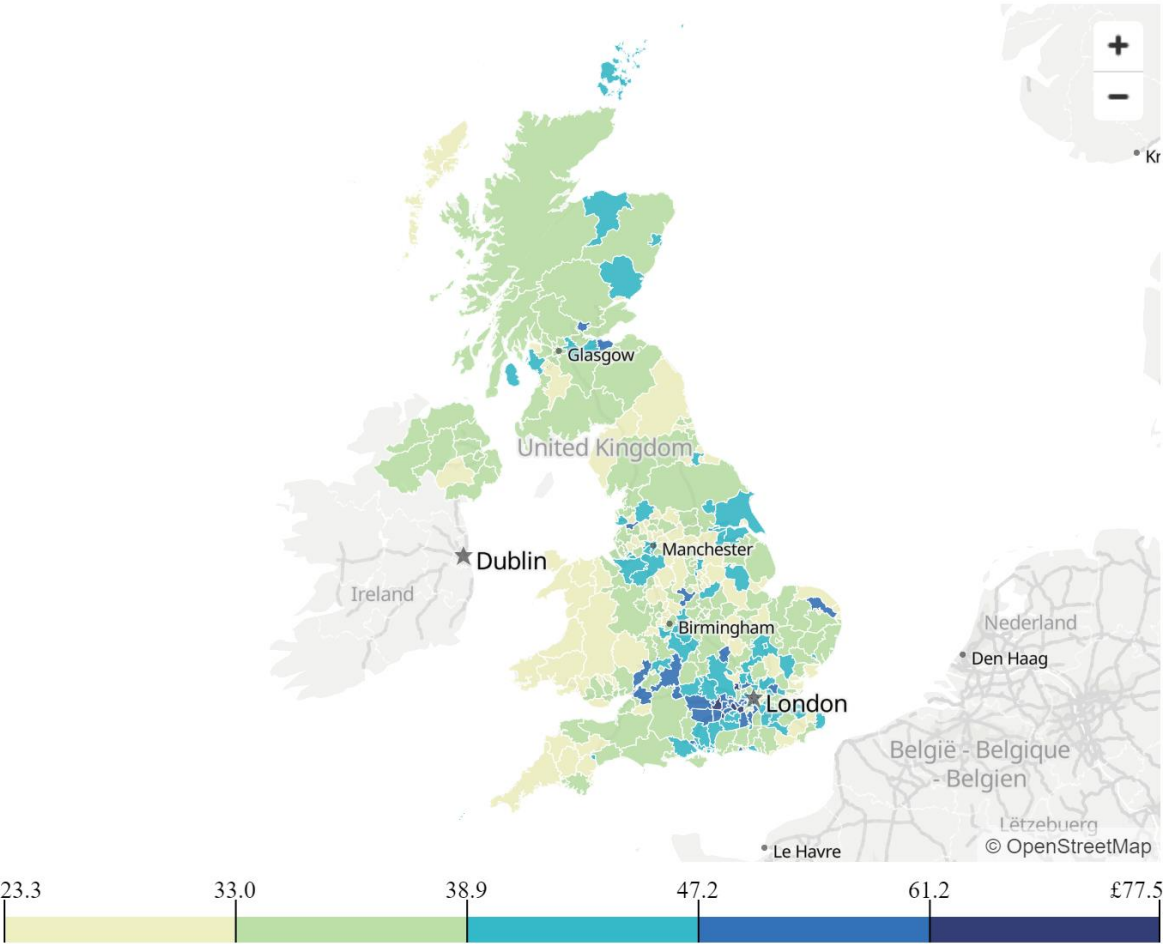 +
−
Kr
Glasgow
United Kingdom
Manchester
Dublin
Ireland
Birmingham
Nederland
Den Haag
London
België - Belgique
- Belgien
Lëtzebuerg
© OpenStreetMap
Le Havre
23.3 33.0 38.9 47.2 61.2 £77.5